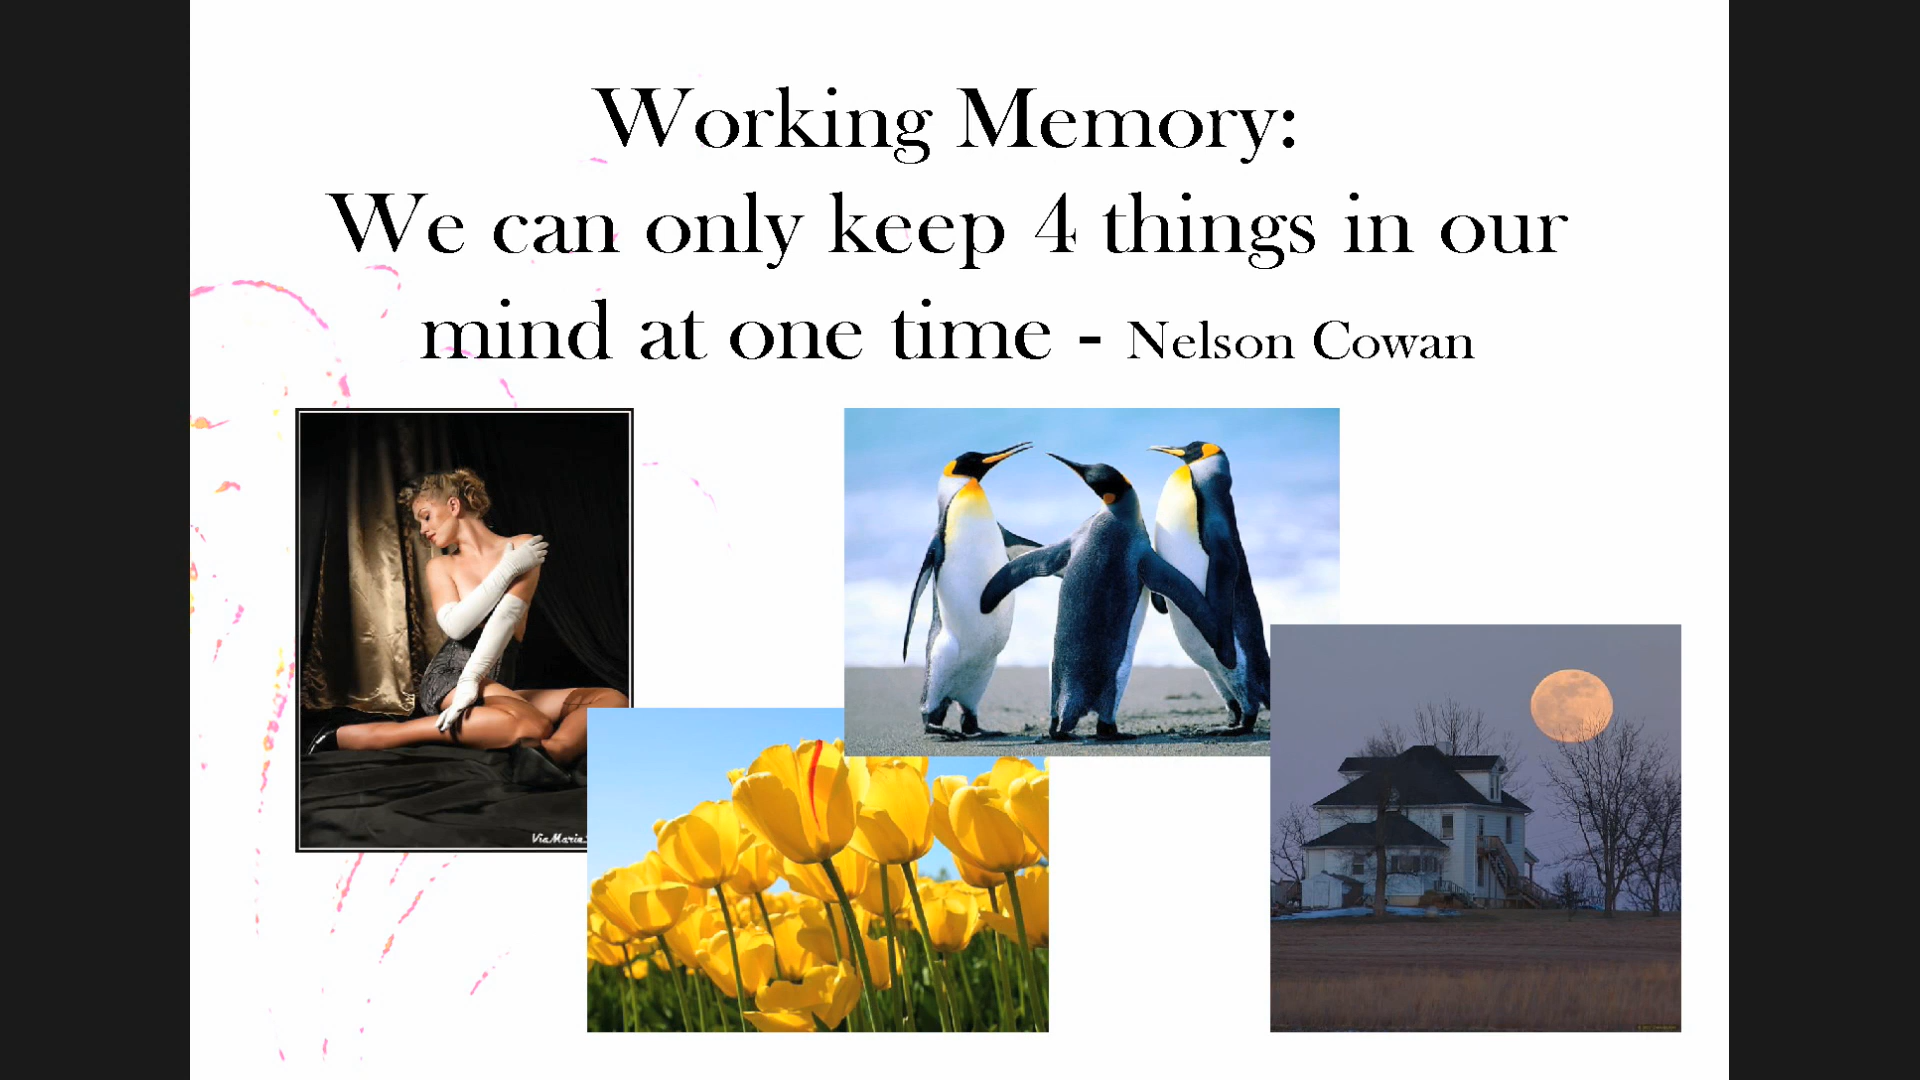 Working Memory:
We can only keep 4 things in our
mind at one time - Nelson Cowan